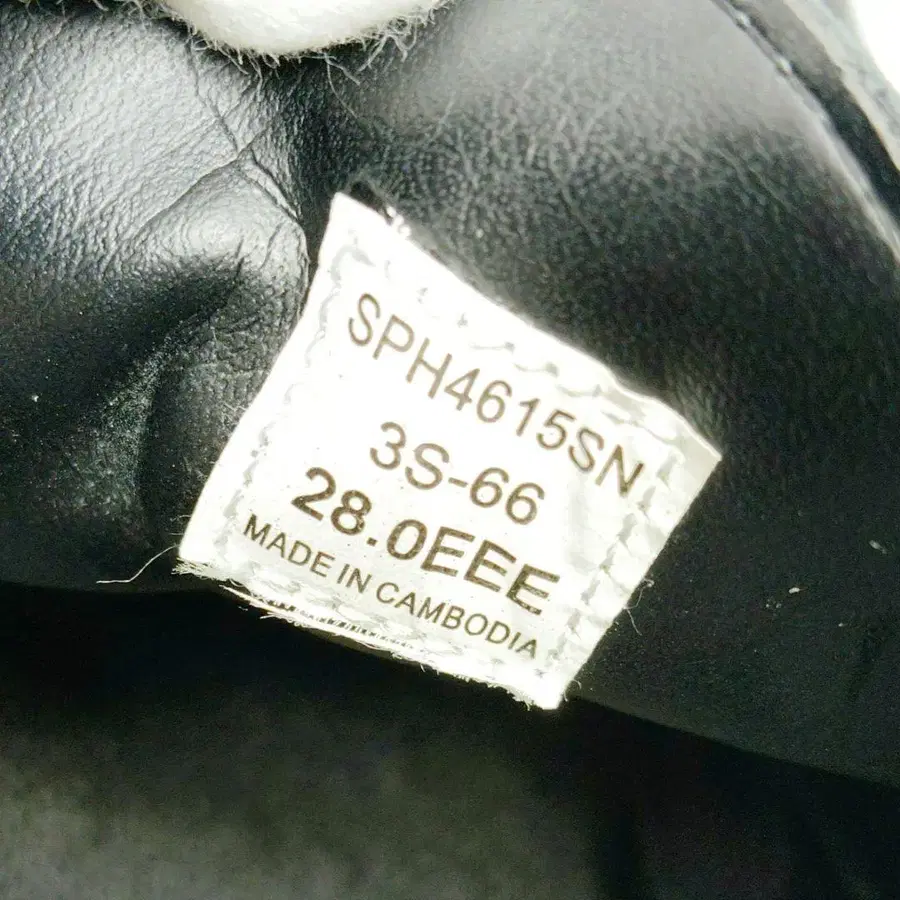 SPH4615SN
3S-66
28.0EEE
MADE IN CAMBODIA